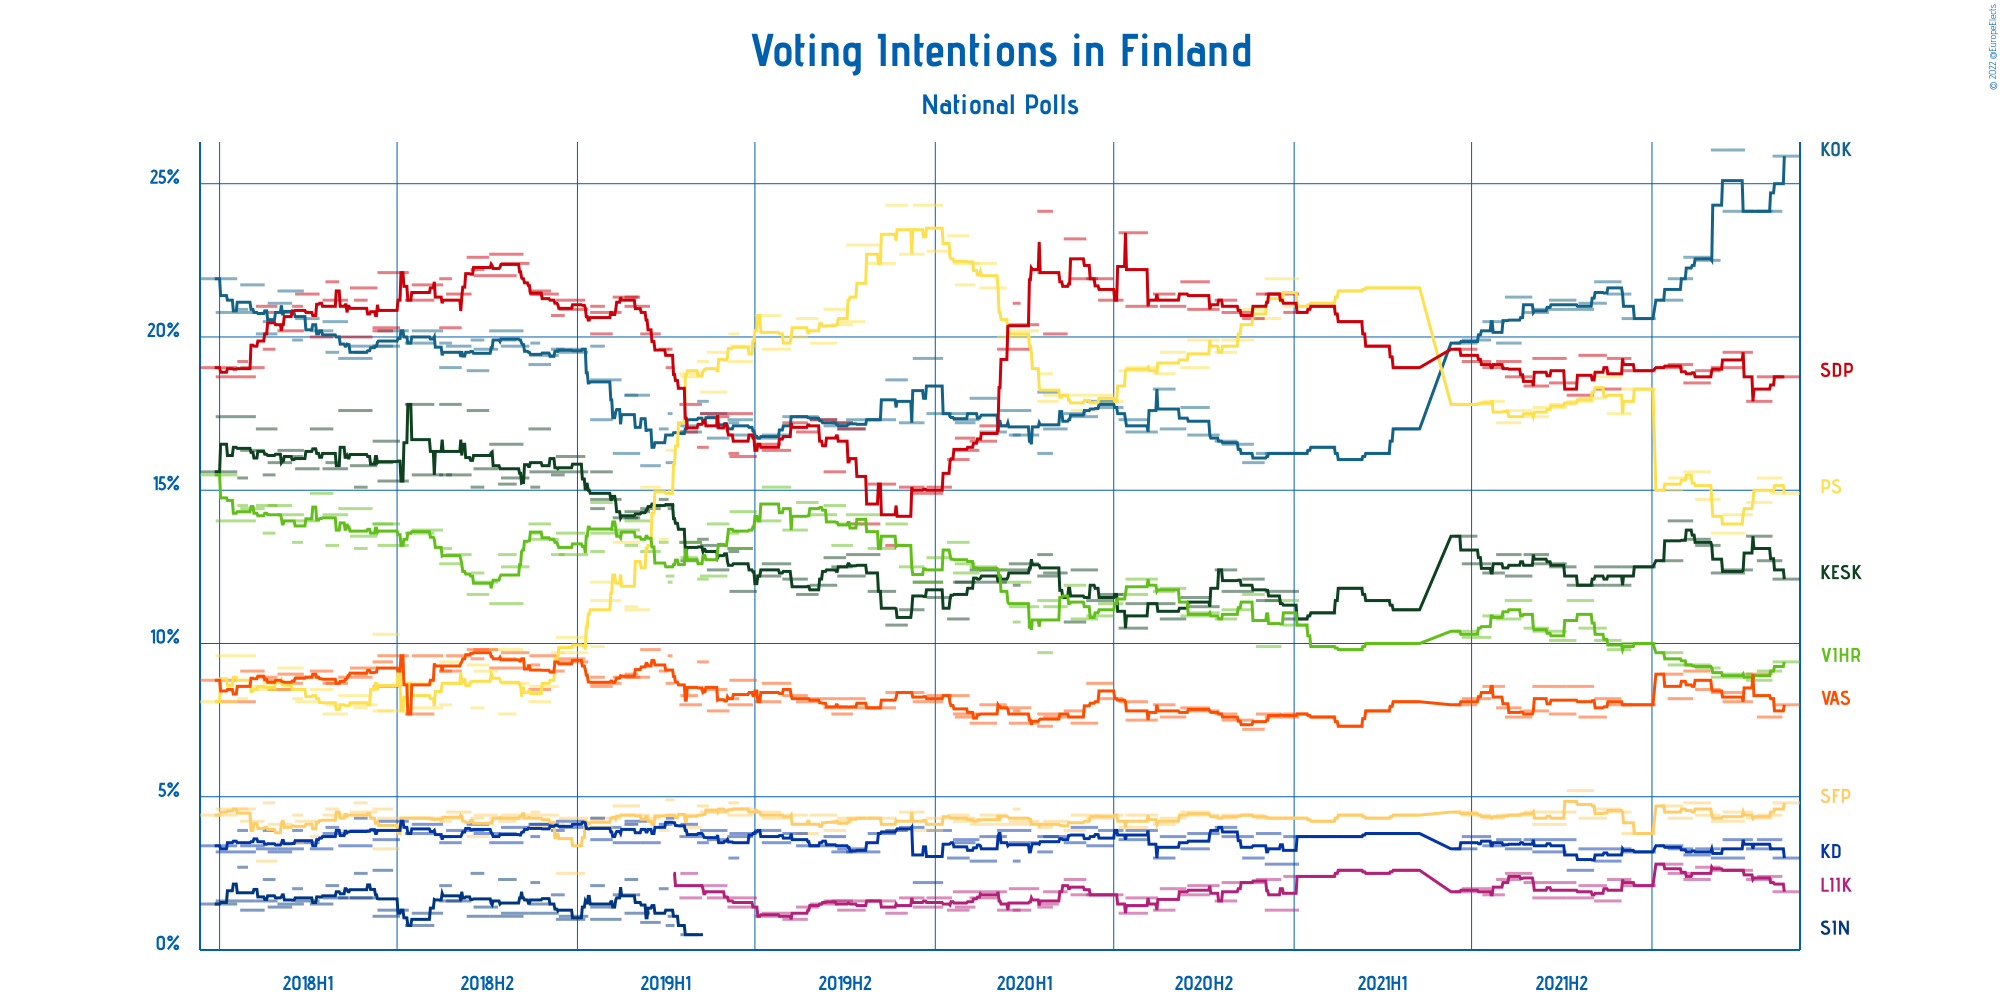 © 2022 @EuropeElects
Voting Intentions in Finland
National Polls
25%
20%
15%
10%
5%
0%
KOK
SDP
PS
KESK
VIHR
VAS
SFP
KD
LIIK
SIN
2018H1
2018H2
2019H1
2019H2
2020H1
2020H2
2021H1
2021H2